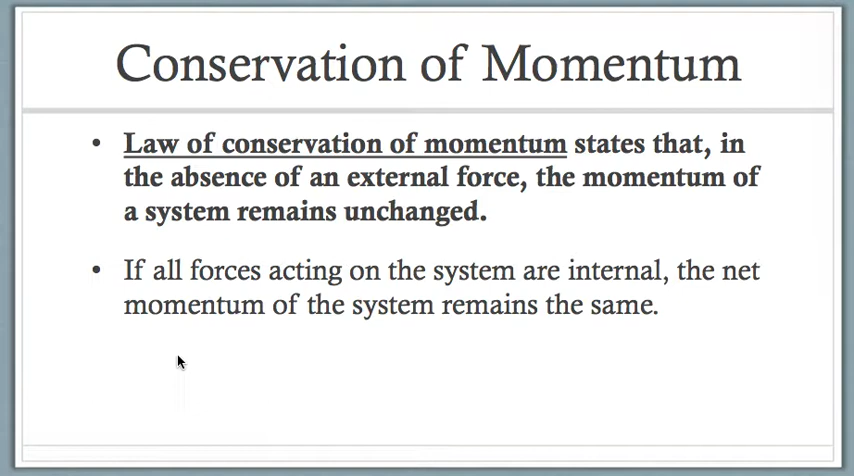 Conservation of Momentum
• Law of conservation of momentum states that, in
the absence of an external force, the momentum of
a system remains unchanged.
• If all forces acting on the system are internal, the net
momentum of the system remains the same.